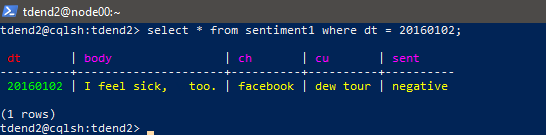 tdend2@node00:~
tdend2@cqlsh:tdend2> select * from sentiment1 where dt = 20160102;
dt | body | ch | cu | sent
----------+----------------------+----------+----------+----------
20160102 | I feel sick,   too. | facebook | dew tour | negative
(1 rows)
tdend2@cqlsh:tdend2>